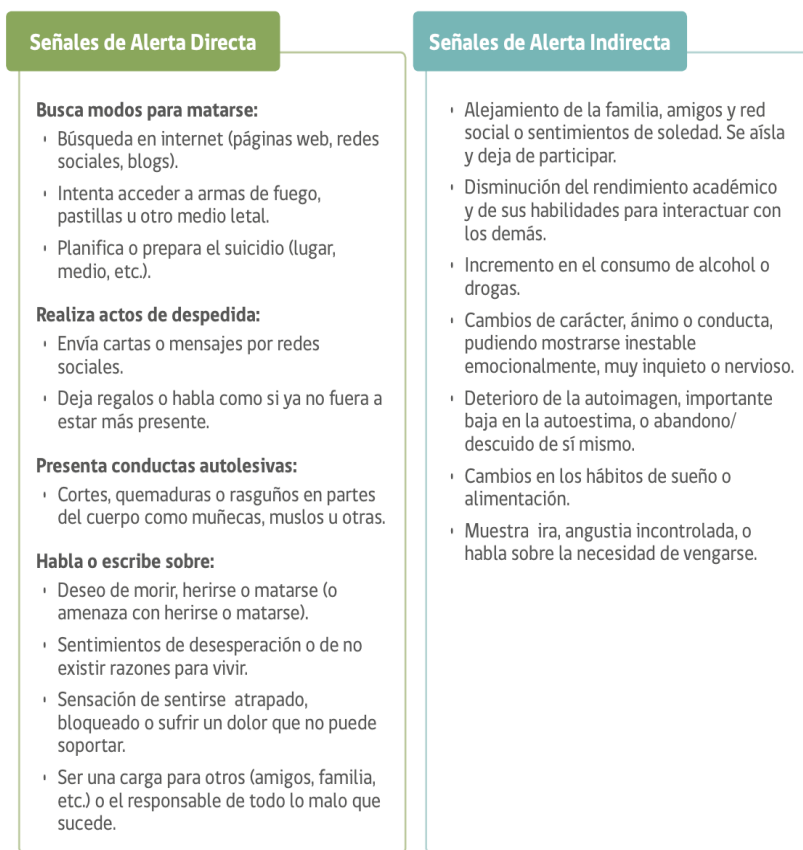 Señales de Alerta Directa
Busca modos para matarse:
Búsqueda en internet (páginas web, redes
sociales, blogs).
Intenta acceder a armas de fuego,
pastillas u otro medio letal.
Planifica o prepara el suicidio (lugar,
medio, etc.).
Realiza actos de despedida:
Envía cartas o mensajes por redes
sociales.
Deja regalos o habla como si ya no fuera a
estar más presente.
Presenta conductas autolesivas:
Cortes, quemaduras o rasguños en partes
del cuerpo como muñecas, muslos u otras.
Habla o escribe sobre:
Deseo de morir, herirse o matarse (o
amenaza con herirse o matarse).
Sentimientos de desesperación o de no
existir razones para vivir.
Sensación de sentirse atrapado,
bloqueado o sufrir un dolor que no puede
soportar.
Ser una carga para otros (amigos, familia,
etc.) o el responsable de todo lo malo que
sucede.
Señales de Alerta Indirecta
Alejamiento de la familia, amigos y red
social o sentimientos de soledad. Se aísla
y deja de participar.
Disminución del rendimiento académico
y de sus habilidades para interactuar con
los demás.
Incremento en el consumo de alcohol o
drogas.
Cambios de carácter, ánimo o conducta,
pudiendo mostrarse inestable
emocionalmente, muy inquieto o nervioso.
Deterioro de la autoimagen, importante
baja en la autoestima, o abandono/
descuido de sí mismo.
Cambios en los hábitos de sueño o
alimentación.
Muestra ira, angustia incontrolada, o
habla sobre la necesidad de vengarse.